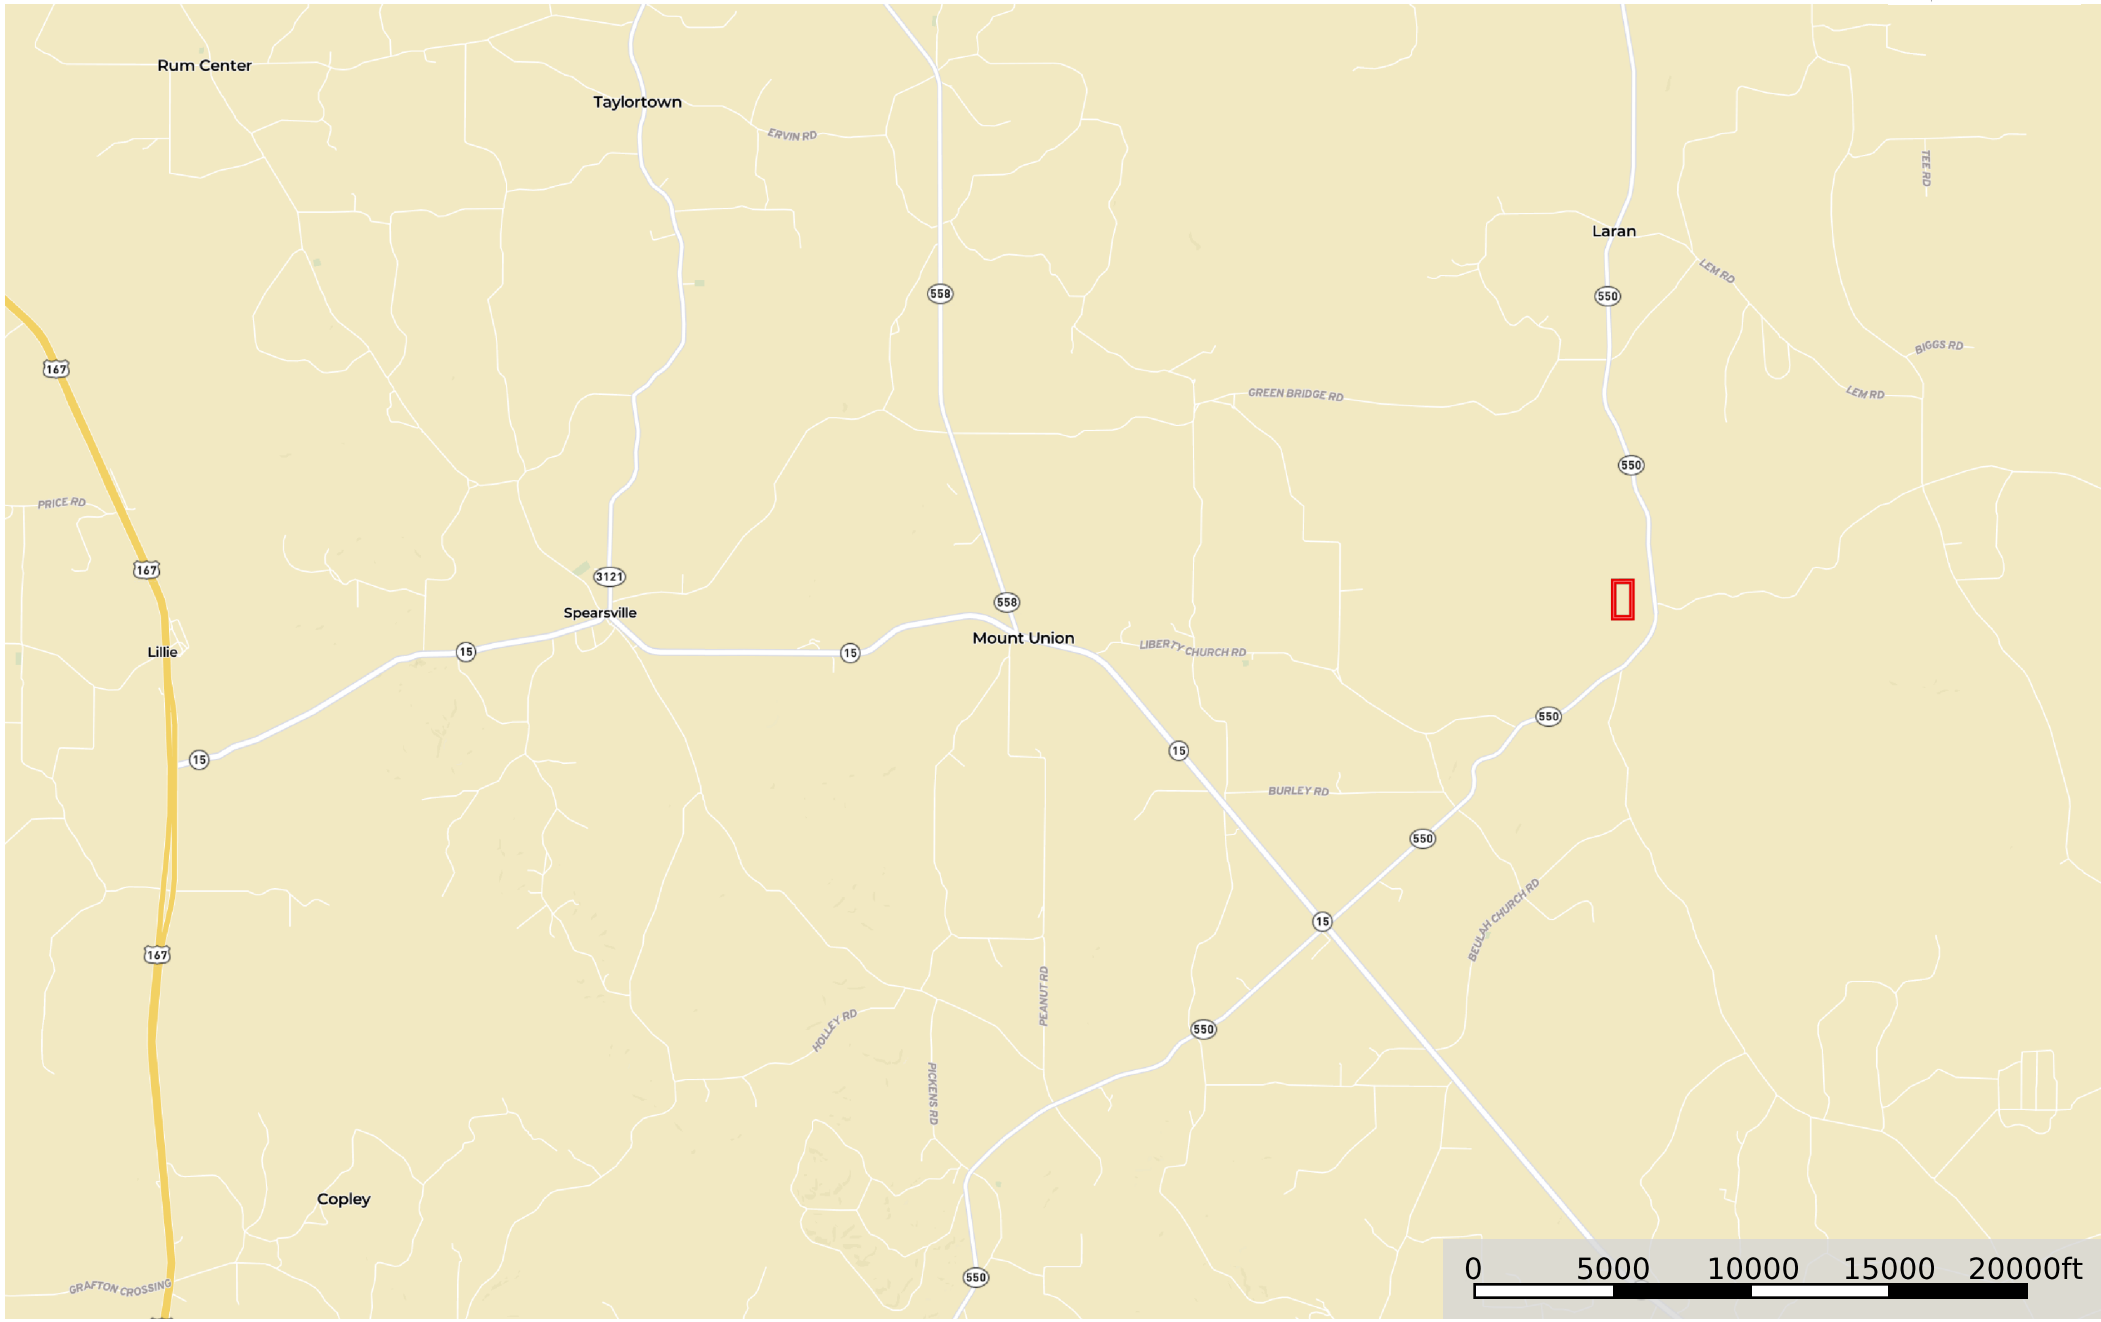 Rum Center
Taylortown
ERVIN RD
TEE RD
Laran
LEM RD
558
550
BIGGS RD
167
GREEN BRIDGE RD
LEM RD
550
PRICE RD
167
3121
558
Spearsville
Mount Union
Lillie
15
15
LIBERTY CHURCH RD
550
15
15
BURLEY RD
550
15
BEULAH CHURCH RD
167
PEANUT RD
HOLLEY RD
550
PICKENS RD
Copley
550
GRAFTON CROSSING
0 5000 10000 15000 20000ft